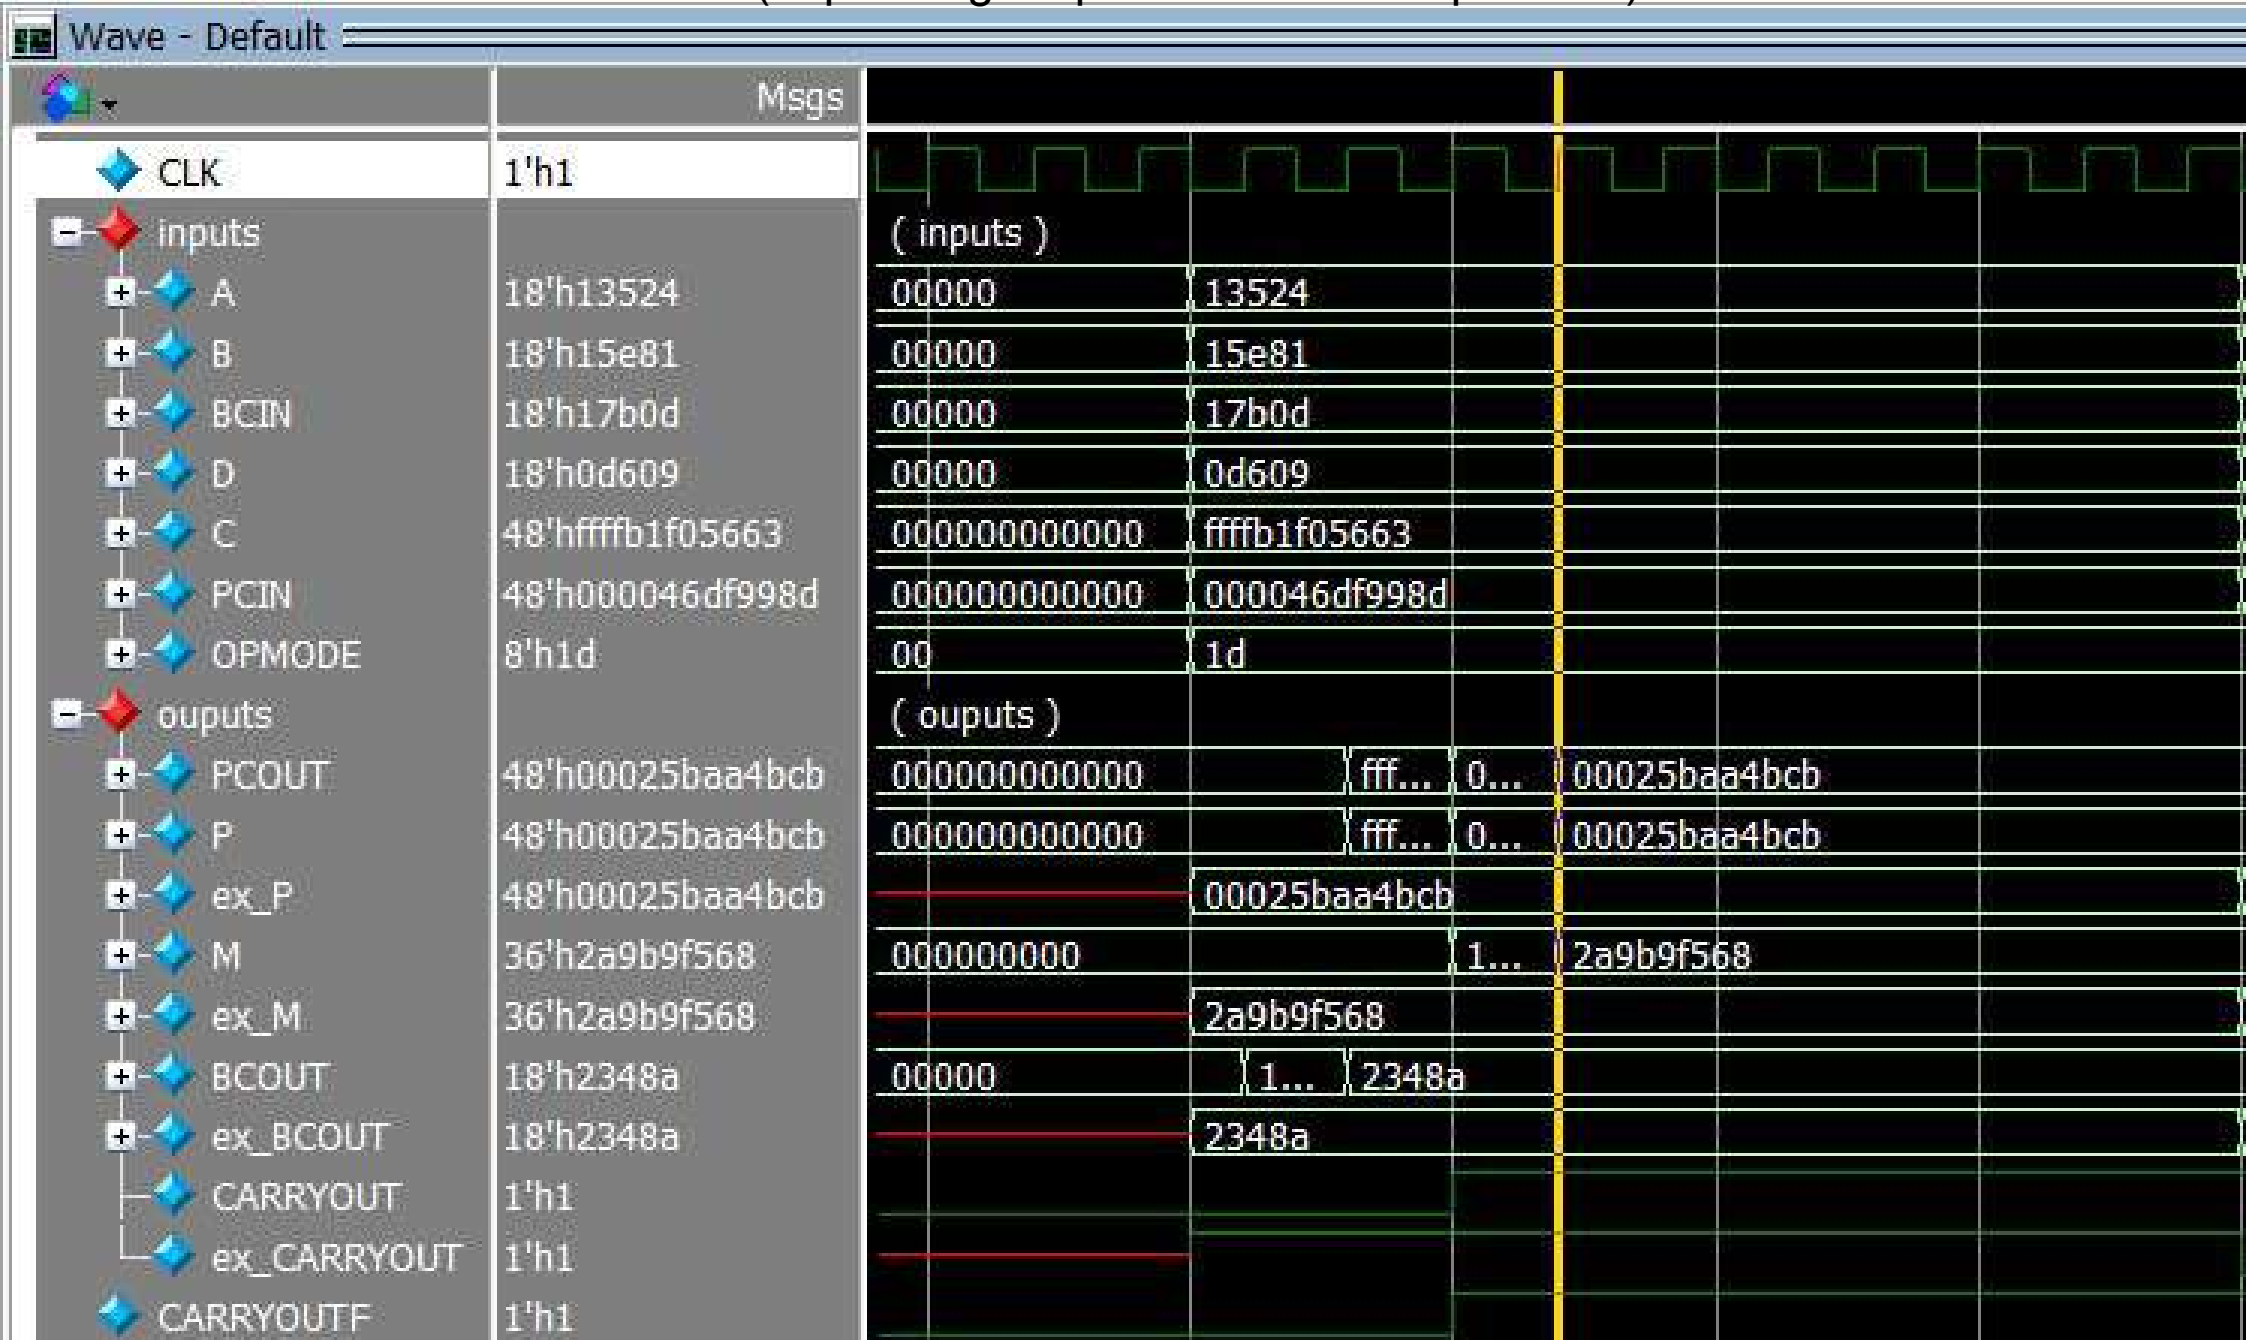 Wave - Default
Msgs
CLK 1'h1
inputs ( inputs )
A 18'h13524 00000 13524
B 18'h15e81 00000 15e81
BCIN 18'h17b0d 00000 17b0d
D 18'h0d609 00000 0d609
C 48'hffffb1f05663 000000000000 ffffb1f05663
PCIN 48'h000046df998d 000000000000 000046df998d
OPMODE 8'h1d 00 1d
ouputs ( ouputs )
PCOUT 48'h00025baa4bcb 000000000000 fff... 0... 00025baa4bcb
P 48'h00025baa4bcb 000000000000 fff... 0... 00025baa4bcb
ex_P 48'h00025baa4bcb 00025baa4bcb
M 36'h2a9b9f568 000000000 1... 2a9b9f568
ex_M 36'h2a9b9f568 2a9b9f568
BCOUT 18'h2348a 00000 1... 2348a
ex_BCOUT 18'h2348a 2348a
CARRYOUT 1'h1
ex_CARRYOUT 1'h1
CARRYOUTF 1'h1